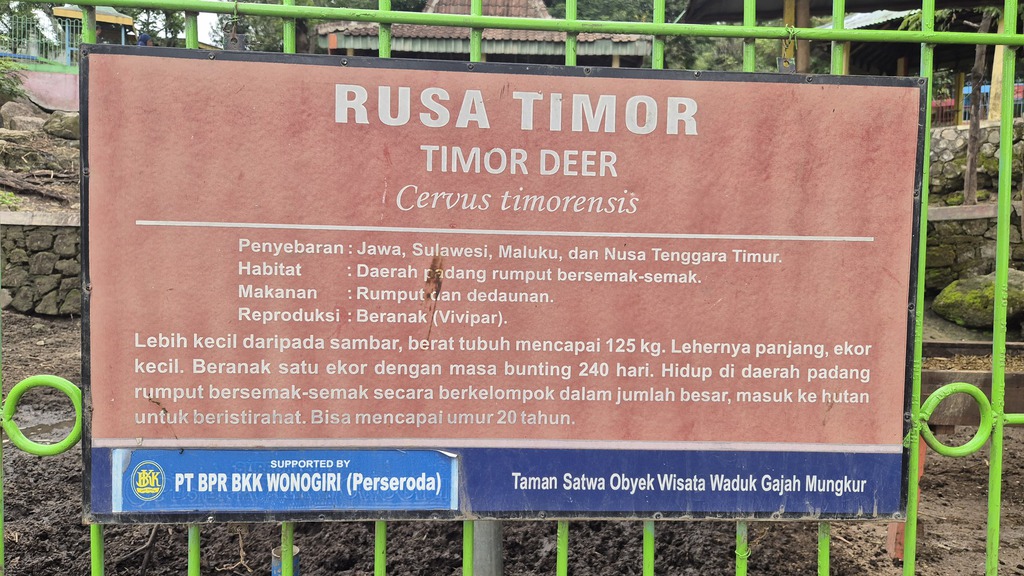 RUSA TIMOR
TIMOR DEER
Cervus timorensis
Penyebaran : Jawa, Sulawesi, Maluku, dan Nusa Tenggara Timur.
Habitat : Daerah padang rumput bersemak-semak.
Makanan : Rumput dan dedaunan.
Reproduksi : Beranak (Vivipar).
Lebih kecil daripada sambar, berat tubuh mencapai 125 kg. Lehernya panjang, ekor
kecil. Beranak satu ekor dengan masa bunting 240 hari. Hidup di daerah padang
rumput bersemak-semak secara berkelompok dalam jumlah besar, masuk ke hutan
untuk beristirahat. Bisa mencapai umur 20 tahun.
SUPPORTED BY
BKK PT BPR BKK WONOGIRI (Perseroda)
Taman Satwa Obyek Wisata Waduk Gajah Mungkur